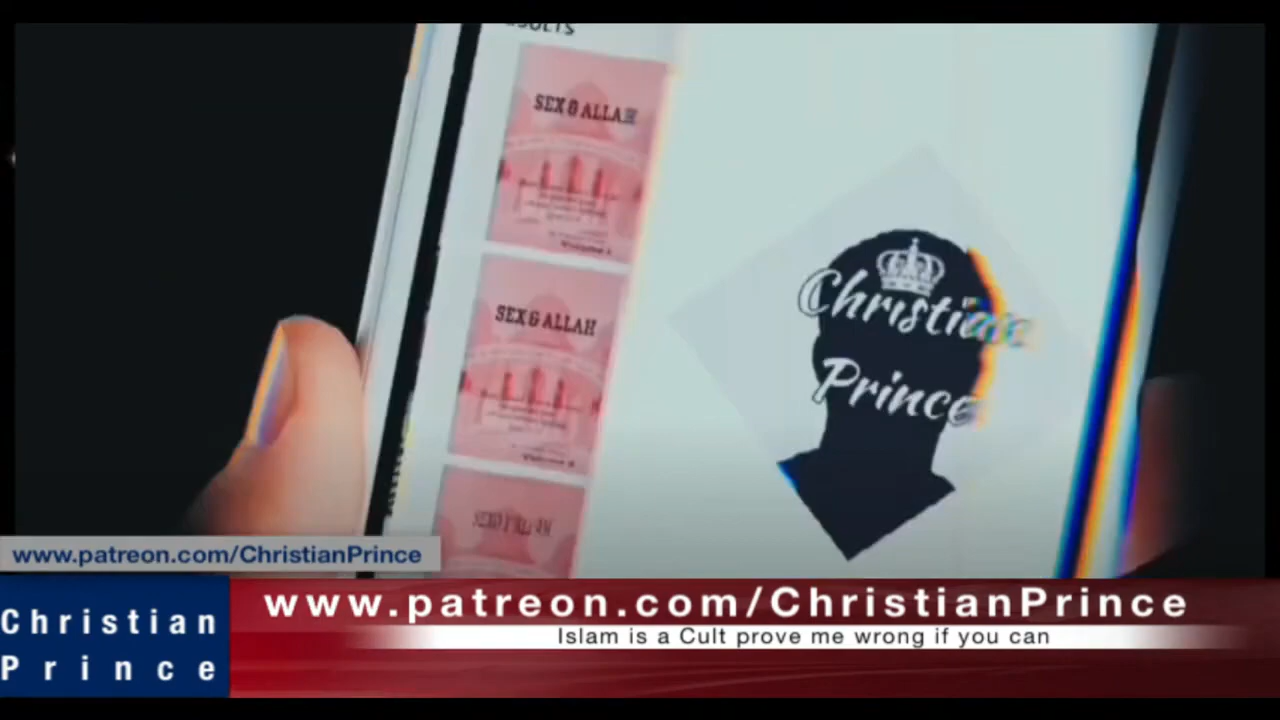 SEX & ALLAH
SEX & ALLAH
Christian
Prince
www.patreon.com/ChristianPrince
Christian
Prince
www.patreon.com/ChristianPrince
Islam is a Cult prove me wrong if you can